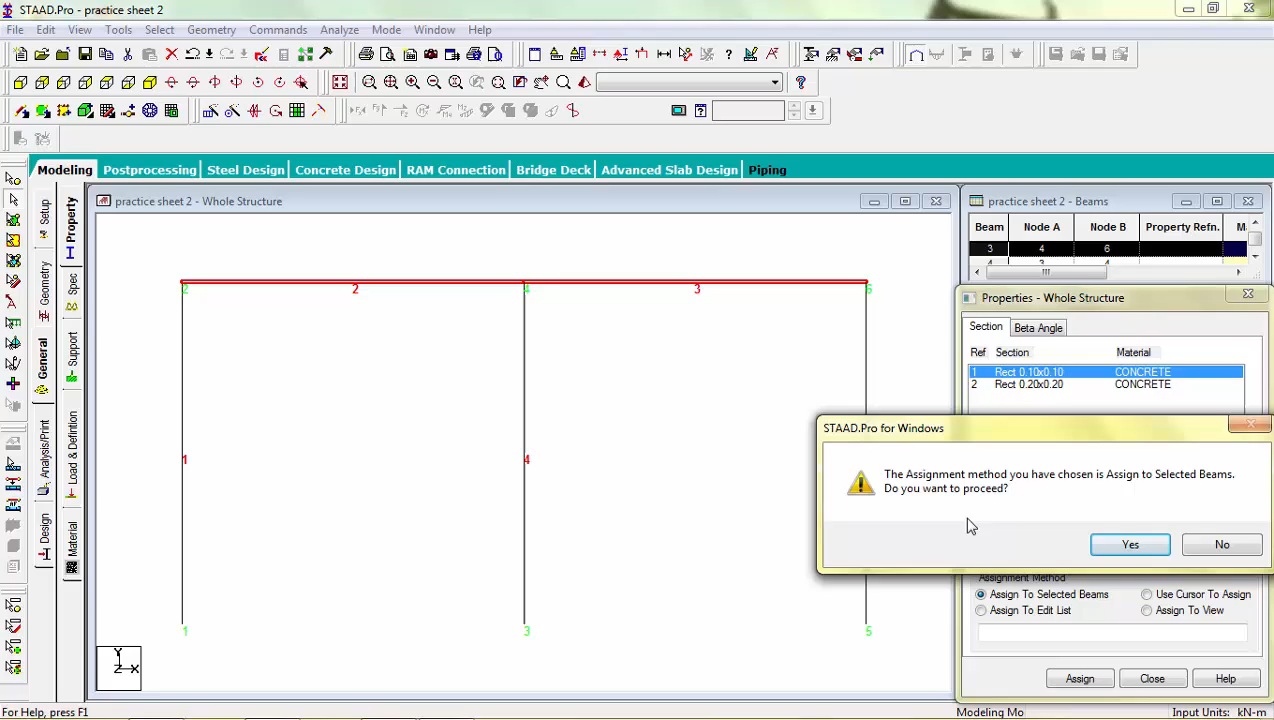 STAAD.Pro - practice sheet 2
File Edit View Tools Select Geometry Commands Analyze Mode Window Help
Modeling Postprocessing Steel Design Concrete Design RAM Connection Bridge Deck Advanced Slab Design Piping
Setup
Geometry
General
Analysis/Print
Design
Property
Spec
Support
Load & Definition
Material
practice sheet 2 - Whole Structure
2 4 6
2 3
1 4
1 3 5
Y
Z X
practice sheet 2 - Beams
Beam Node A Node B Property Refn.
3 4 6
4 3 4
Properties - Whole Structure
Section Beta Angle
Ref Section Material
1 Rect 0.10x0.10 CONCRETE
2 Rect 0.20x0.20 CONCRETE
STAAD.Pro for Windows
The Assignment method you have chosen is Assign to Selected Beams.
Do you want to proceed?
Yes No
Assignment Method
Assign To Selected Beams Use Cursor To Assign
Assign To Edit List Assign To View
Assign Close Help
For Help, press F1 Modeling Mo Input Units: kN-m